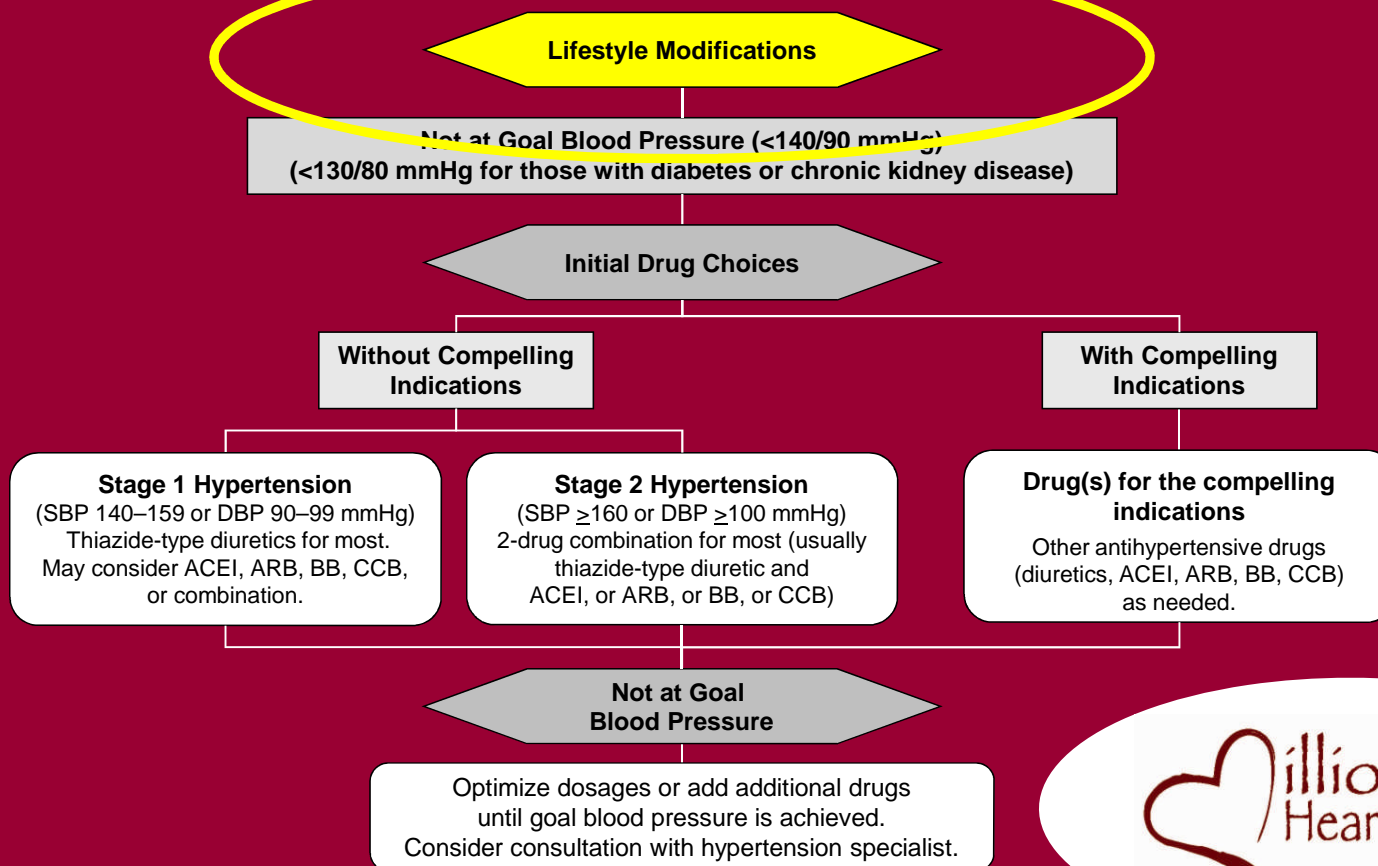 Lifestyle Modifications
Not at Goal Blood Pressure (<140/90 mmHg)
(<130/80 mmHg for those with diabetes or chronic kidney disease)
Initial Drug Choices
Without Compelling
Indications
With Compelling
Indications
Stage 1 Hypertension
(SBP 140–159 or DBP 90–99 mmHg)
Thiazide-type diuretics for most.
May consider ACEI, ARB, BB, CCB,
or combination.
Stage 2 Hypertension
(SBP ≥160 or DBP ≥100 mmHg)
2-drug combination for most (usually
thiazide-type diuretic and
ACEI, or ARB, or BB, or CCB)
Drug(s) for the compelling
indications
Other antihypertensive drugs
(diuretics, ACEI, ARB, BB, CCB)
as needed.
Not at Goal
Blood Pressure
Optimize dosages or add additional drugs
until goal blood pressure is achieved.
Consider consultation with hypertension specialist.